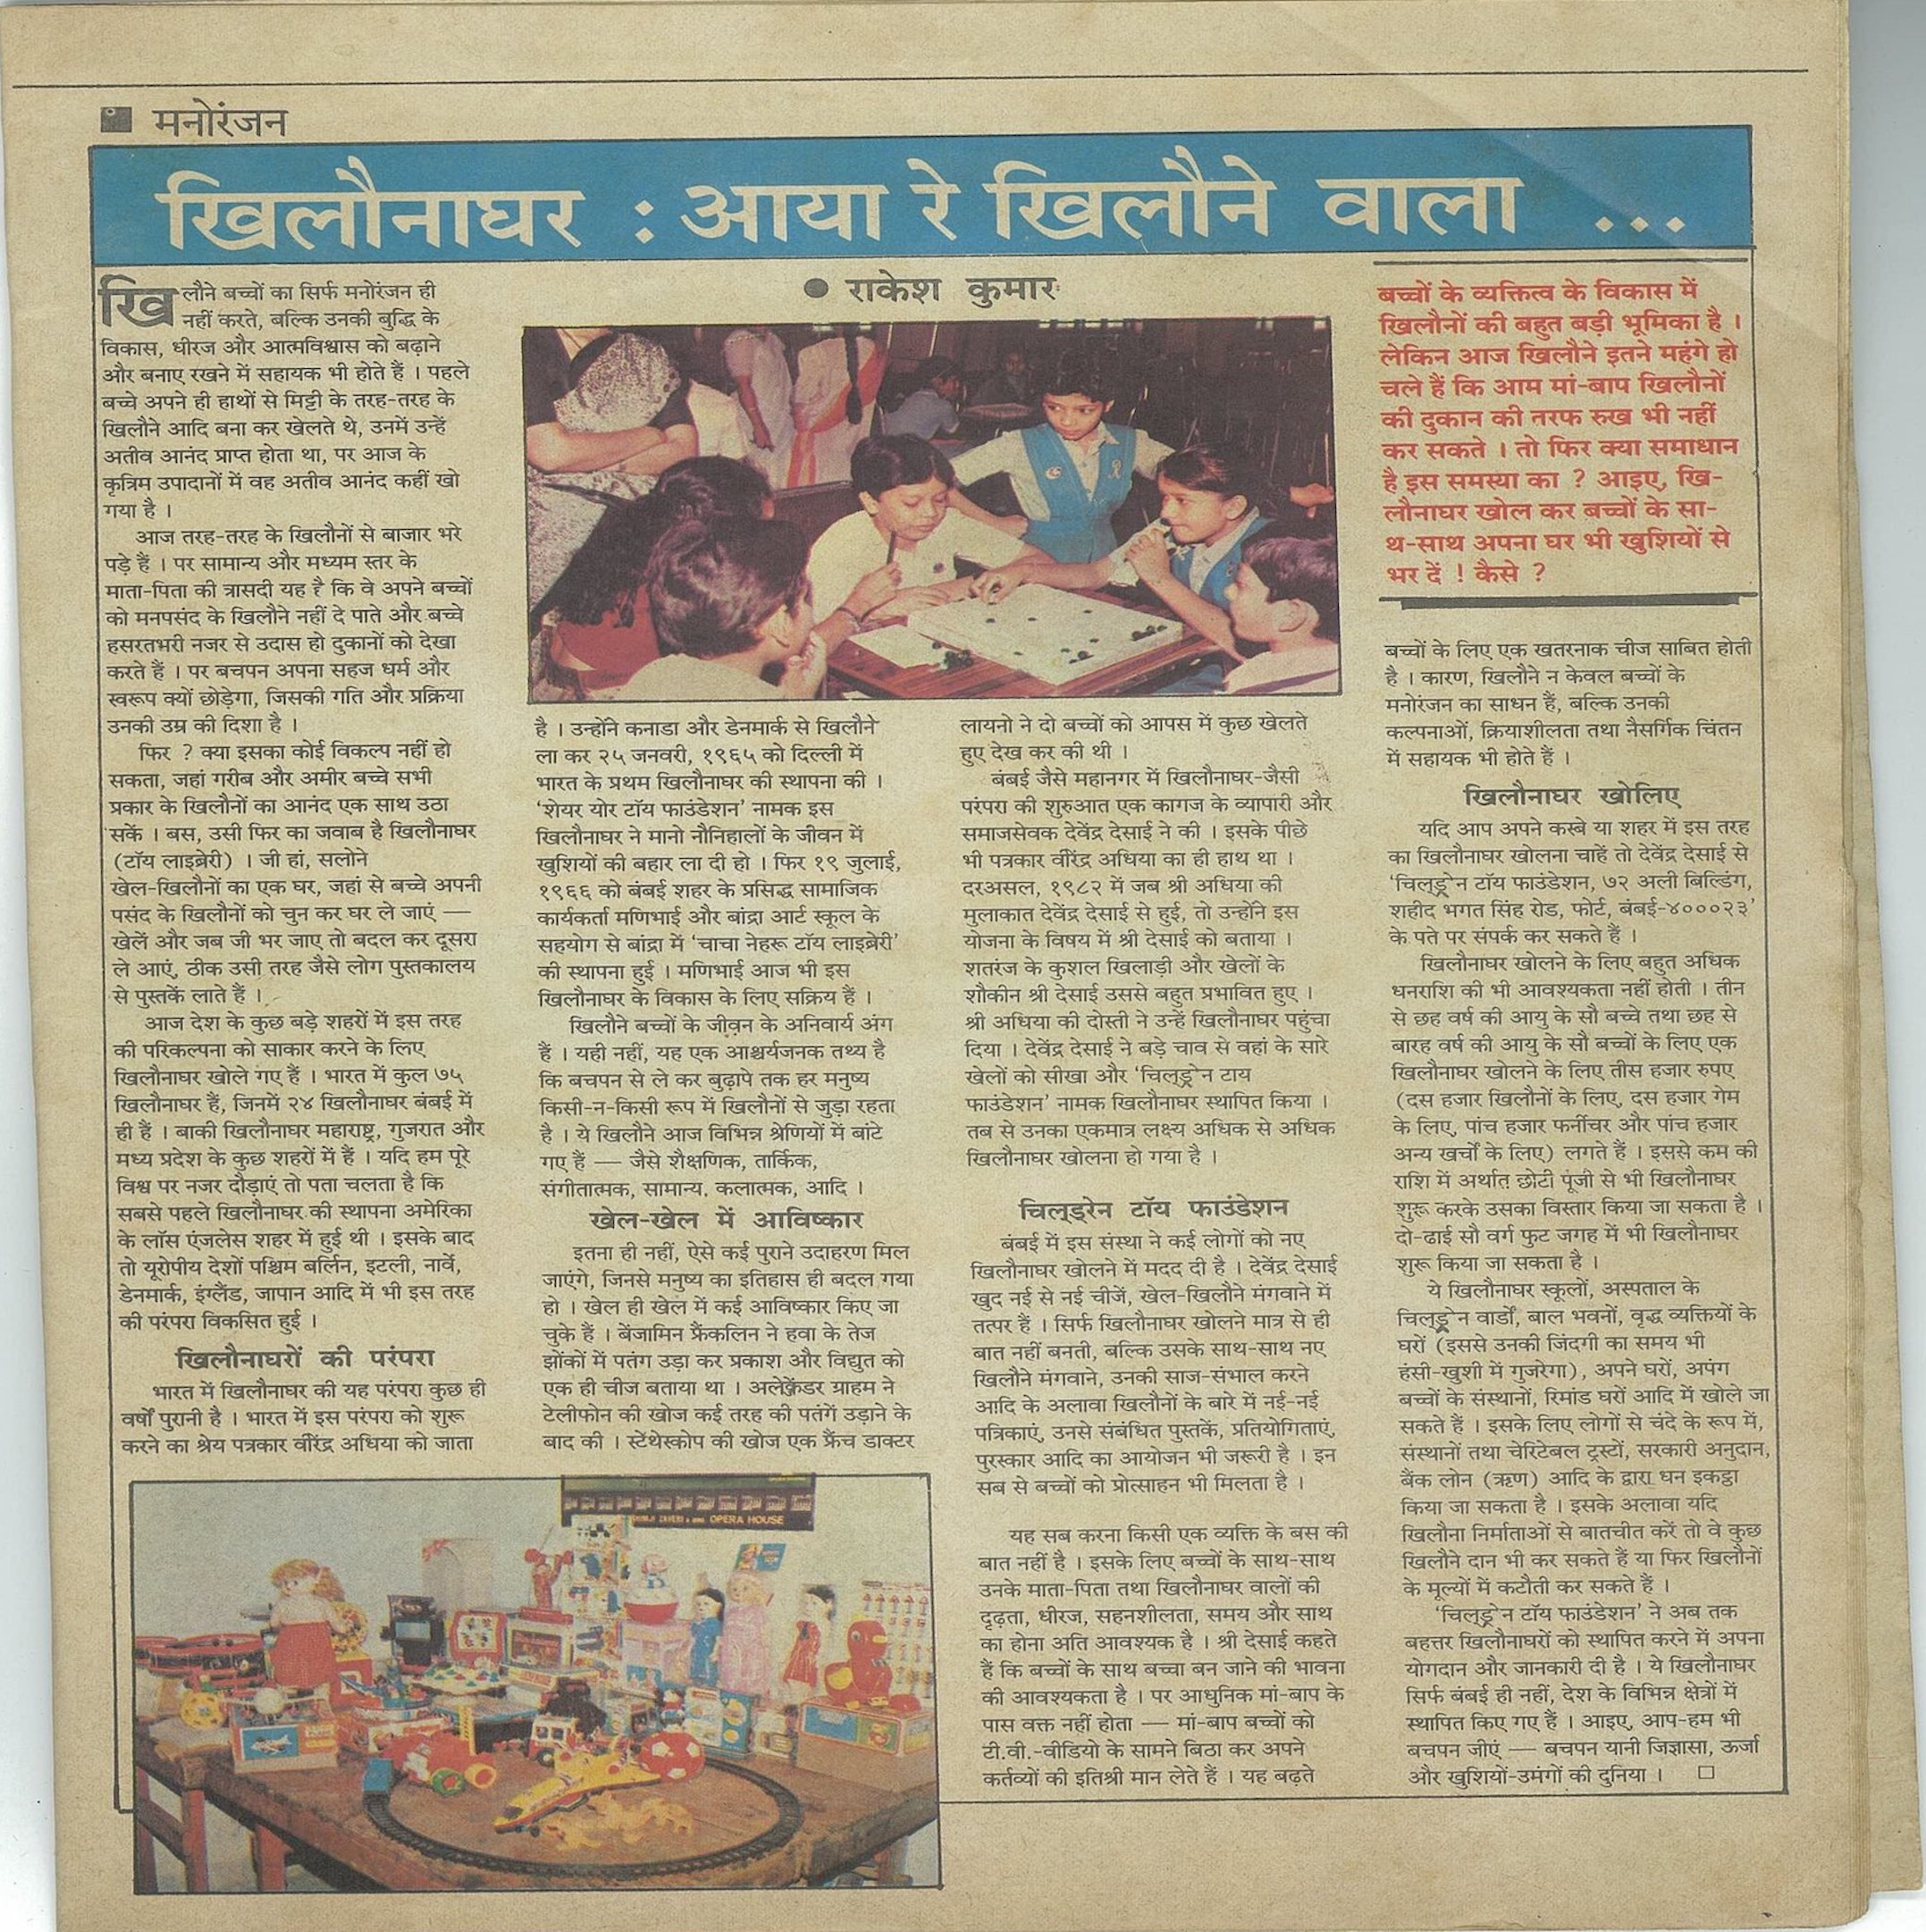 मनोरंजन
खिलौनाघर : आया रे खिलौने वाला ...
• राकेश कुमार
खिलौने बच्चों का सिर्फ मनोरंजन ही
नहीं करते, बल्कि उनकी बुद्धि के
विकास, धीरज और आत्मविश्वास को बढ़ाने
और बनाए रखने में सहायक भी होते हैं । पहले
बच्चे अपने ही हाथों से मिट्टी के तरह-तरह के
खिलौने आदि बना कर खेलते थे, उनमें उन्हें
अतीव आनंद प्राप्त होता था, पर आज के
कृत्रिम उपादानों में वह अतीव आनंद कहीं खो
गया है ।
आज तरह-तरह के खिलौनों से बाजार भरे
पड़े हैं । पर सामान्य और मध्यम स्तर के
माता-पिता की त्रासदी यह है कि वे अपने बच्चों
को मनपसंद के खिलौने नहीं दे पाते और बच्चे
हसरतभरी नजर से उदास हो दुकानों को देखा
करते हैं । पर बचपन अपना सहज धर्म और
स्वरूप क्यों छोड़ेगा, जिसकी गति और प्रक्रिया
उनकी उम्र की दिशा है ।
फिर ? क्या इसका कोई विकल्प नहीं हो
सकता, जहां गरीब और अमीर बच्चे सभी
प्रकार के खिलौनों का आनंद एक साथ उठा
सकें । बस, उसी फिर का जवाब है खिलौनाघर
(टॉय लाइब्रेरी) । जी हां, सलोने
खेल-खिलौनों का एक घर, जहां से बच्चे अपनी
पसंद के खिलौनों को चुन कर घर ले जाएं —
खेलें और जब जी भर जाए तो बदल कर दूसरा
ले आएं, ठीक उसी तरह जैसे लोग पुस्तकालय
से पुस्तकें लाते हैं ।
आज देश के कुछ बड़े शहरों में इस तरह
की परिकल्पना को साकार करने के लिए
खिलौनाघर खोले गए हैं । भारत में कुल ७५
खिलौनाघर हैं, जिनमें २४ खिलौनाघर बंबई में
ही हैं । बाकी खिलौनाघर महाराष्ट्र, गुजरात और
मध्य प्रदेश के कुछ शहरों में हैं । यदि हम पूरे
विश्व पर नजर दौड़ाएं तो पता चलता है कि
सबसे पहले खिलौनाघर की स्थापना अमेरिका
के लॉस एंजलेस शहर में हुई थी । इसके बाद
तो यूरोपीय देशों पश्चिम बर्लिन, इटली, नार्वे,
डेनमार्क, इंग्लैंड, जापान आदि में भी इस तरह
की परंपरा विकसित हुई ।
खिलौनाघरों की परंपरा
भारत में खिलौनाघर की यह परंपरा कुछ ही
वर्षों पुरानी है । भारत में इस परंपरा को शुरू
करने का श्रेय पत्रकार वीरेंद्र अधिया को जाता
है । उन्होंने कनाडा और डेनमार्क से खिलौने
ला कर २५ जनवरी, १९६५ को दिल्ली में
भारत के प्रथम खिलौनाघर की स्थापना की ।
‘शेयर योर टॉय फाउंडेशन’ नामक इस
खिलौनाघर ने मानो नौनिहालों के जीवन में
खुशियों की बहार ला दी हो । फिर १९ जुलाई,
१९६६ को बंबई शहर के प्रसिद्ध सामाजिक
कार्यकर्ता मणिभाई और बांद्रा आर्ट स्कूल के
सहयोग से बांद्रा में ‘चाचा नेहरू टॉय लाइब्रेरी’
की स्थापना हुई । मणिभाई आज भी इस
खिलौनाघर के विकास के लिए सक्रिय हैं ।
खिलौने बच्चों के जीवन के अनिवार्य अंग
हैं । यही नहीं, यह एक आश्चर्यजनक तथ्य है
कि बचपन से ले कर बुढ़ापे तक हर मनुष्य
किसी-न-किसी रूप में खिलौनों से जुड़ा रहता
है । ये खिलौने आज विभिन्न श्रेणियों में बांटे
गए हैं — जैसे शैक्षणिक, तार्किक,
संगीतात्मक, सामान्य, कलात्मक, आदि ।
खेल-खेल में आविष्कार
इतना ही नहीं, ऐसे कई पुराने उदाहरण मिल
जाएंगे, जिनसे मनुष्य का इतिहास ही बदल गया
हो । खेल ही खेल में कई आविष्कार किए जा
चुके हैं । बेंजामिन फ्रैंकलिन ने हवा के तेज
झोंकों में पतंग उड़ा कर प्रकाश और विद्युत को
एक ही चीज बताया था । अलेक्जेंडर ग्राहम ने
टेलीफोन की खोज कई तरह की पतंगें उड़ाने के
बाद की । स्टेथेस्कोप की खोज एक फ्रैंच डाक्टर
लायनो ने दो बच्चों को आपस में कुछ खेलते
हुए देख कर की थी ।
बंबई जैसे महानगर में खिलौनाघर-जैसी
परंपरा की शुरुआत एक कागज के व्यापारी और
समाजसेवक देवेंद्र देसाई ने की । इसके पीछे
भी पत्रकार वीरेंद्र अधिया का ही हाथ था ।
दरअसल, १९८२ में जब श्री अधिया की
मुलाकात देवेंद्र देसाई से हुई, तो उन्होंने इस
योजना के विषय में श्री देसाई को बताया ।
शतरंज के कुशल खिलाड़ी और खेलों के
शौकीन श्री देसाई उससे बहुत प्रभावित हुए ।
श्री अधिया की दोस्ती ने उन्हें खिलौनाघर पहुंचा
दिया । देवेंद्र देसाई ने बड़े चाव से वहां के सारे
खेलों को सीखा और ‘चिल्ड्रेन टाय
फाउंडेशन’ नामक खिलौनाघर स्थापित किया ।
तब से उनका एकमात्र लक्ष्य अधिक से अधिक
खिलौनाघर खोलना हो गया है ।
चिल्ड्रेन टॉय फाउंडेशन
बंबई में इस संस्था ने कई लोगों को नए
खिलौनाघर खोलने में मदद दी है । देवेंद्र देसाई
खुद नई से नई चीजें, खेल-खिलौने मंगवाने में
तत्पर हैं । सिर्फ खिलौनाघर खोलने मात्र से ही
बात नहीं बनती, बल्कि उसके साथ-साथ नए
खिलौने मंगवाने, उनकी साज-संभाल करने
आदि के अलावा खिलौनों के बारे में नई-नई
पत्रिकाएं, उनसे संबंधित पुस्तकें, प्रतियोगिताएं,
पुरस्कार आदि का आयोजन भी जरूरी है । इन
सब से बच्चों को प्रोत्साहन भी मिलता है ।
यह सब करना किसी एक व्यक्ति के बस की
बात नहीं है । इसके लिए बच्चों के साथ-साथ
उनके माता-पिता तथा खिलौनाघर वालों की
दृढ़ता, धीरज, सहनशीलता, समय और साथ
का होना अति आवश्यक है । श्री देसाई कहते
हैं कि बच्चों के साथ बच्चा बन जाने की भावना
की आवश्यकता है । पर आधुनिक मां-बाप के
पास वक्त नहीं होता — मां-बाप बच्चों को
टी.वी.-वीडियो के सामने बिठा कर अपने
कर्तव्यों की इतिश्री मान लेते हैं । यह बढ़ते
बच्चों के व्यक्तित्व के विकास में
खिलौनों की बहुत बड़ी भूमिका है ।
लेकिन आज खिलौने इतने महंगे हो
चले हैं कि आम मां-बाप खिलौनों
की दुकान की तरफ रुख भी नहीं
कर सकते । तो फिर क्या समाधान
है इस समस्या का ? आइए, खि-
लौनाघर खोल कर बच्चों के सा-
थ-साथ अपना घर भी खुशियों से
भर दें ! कैसे ?
बच्चों के लिए एक खतरनाक चीज साबित होती
है । कारण, खिलौने न केवल बच्चों के
मनोरंजन का साधन हैं, बल्कि उनकी
कल्पनाओं, क्रियाशीलता तथा नैसर्गिक चिंतन
में सहायक भी होते हैं ।
खिलौनाघर खोलिए
यदि आप अपने कस्बे या शहर में इस तरह
का खिलौनाघर खोलना चाहें तो देवेंद्र देसाई से
‘चिल्ड्रेन टॉय फाउंडेशन, ७२ अली बिल्डिंग,
शहीद भगत सिंह रोड, फोर्ट, बंबई-४०००२३’
के पते पर संपर्क कर सकते हैं ।
खिलौनाघर खोलने के लिए बहुत अधिक
धनराशि की भी आवश्यकता नहीं होती । तीन
से छह वर्ष की आयु के सौ बच्चे तथा छह से
बारह वर्ष की आयु के सौ बच्चों के लिए एक
खिलौनाघर खोलने के लिए तीस हजार रुपए
(दस हजार खिलौनों के लिए, दस हजार गेम
के लिए, पांच हजार फर्नीचर और पांच हजार
अन्य खर्चों के लिए) लगते हैं । इससे कम की
राशि में अर्थात् छोटी पूंजी से भी खिलौनाघर
शुरू करके उसका विस्तार किया जा सकता है ।
दो-ढाई सौ वर्ग फुट जगह में भी खिलौनाघर
शुरू किया जा सकता है ।
ये खिलौनाघर स्कूलों, अस्पताल के
चिल्ड्रेन वार्डों, बाल भवनों, वृद्ध व्यक्तियों के
घरों (इससे उनकी जिंदगी का समय भी
हंसी-खुशी में गुजरेगा), अपने घरों, अपंग
बच्चों के संस्थानों, रिमांड घरों आदि में खोले जा
सकते हैं । इसके लिए लोगों से चंदे के रूप में,
संस्थानों तथा चेरिटेबल ट्रस्टों, सरकारी अनुदान,
बैंक लोन (ऋण) आदि के द्वारा धन इकट्ठा
किया जा सकता है । इसके अलावा यदि
खिलौना निर्माताओं से बातचीत करें तो वे कुछ
खिलौने दान भी कर सकते हैं या फिर खिलौनों
के मूल्यों में कटौती कर सकते हैं ।
‘चिल्ड्रेन टॉय फाउंडेशन’ ने अब तक
बहत्तर खिलौनाघरों को स्थापित करने में अपना
योगदान और जानकारी दी है । ये खिलौनाघर
सिर्फ बंबई ही नहीं, देश के विभिन्न क्षेत्रों में
स्थापित किए गए हैं । आइए, आप-हम भी
बचपन जीएं — बचपन यानी जिज्ञासा, ऊर्जा
और खुशियों-उमंगों की दुनिया । □
OPERA HOUSE